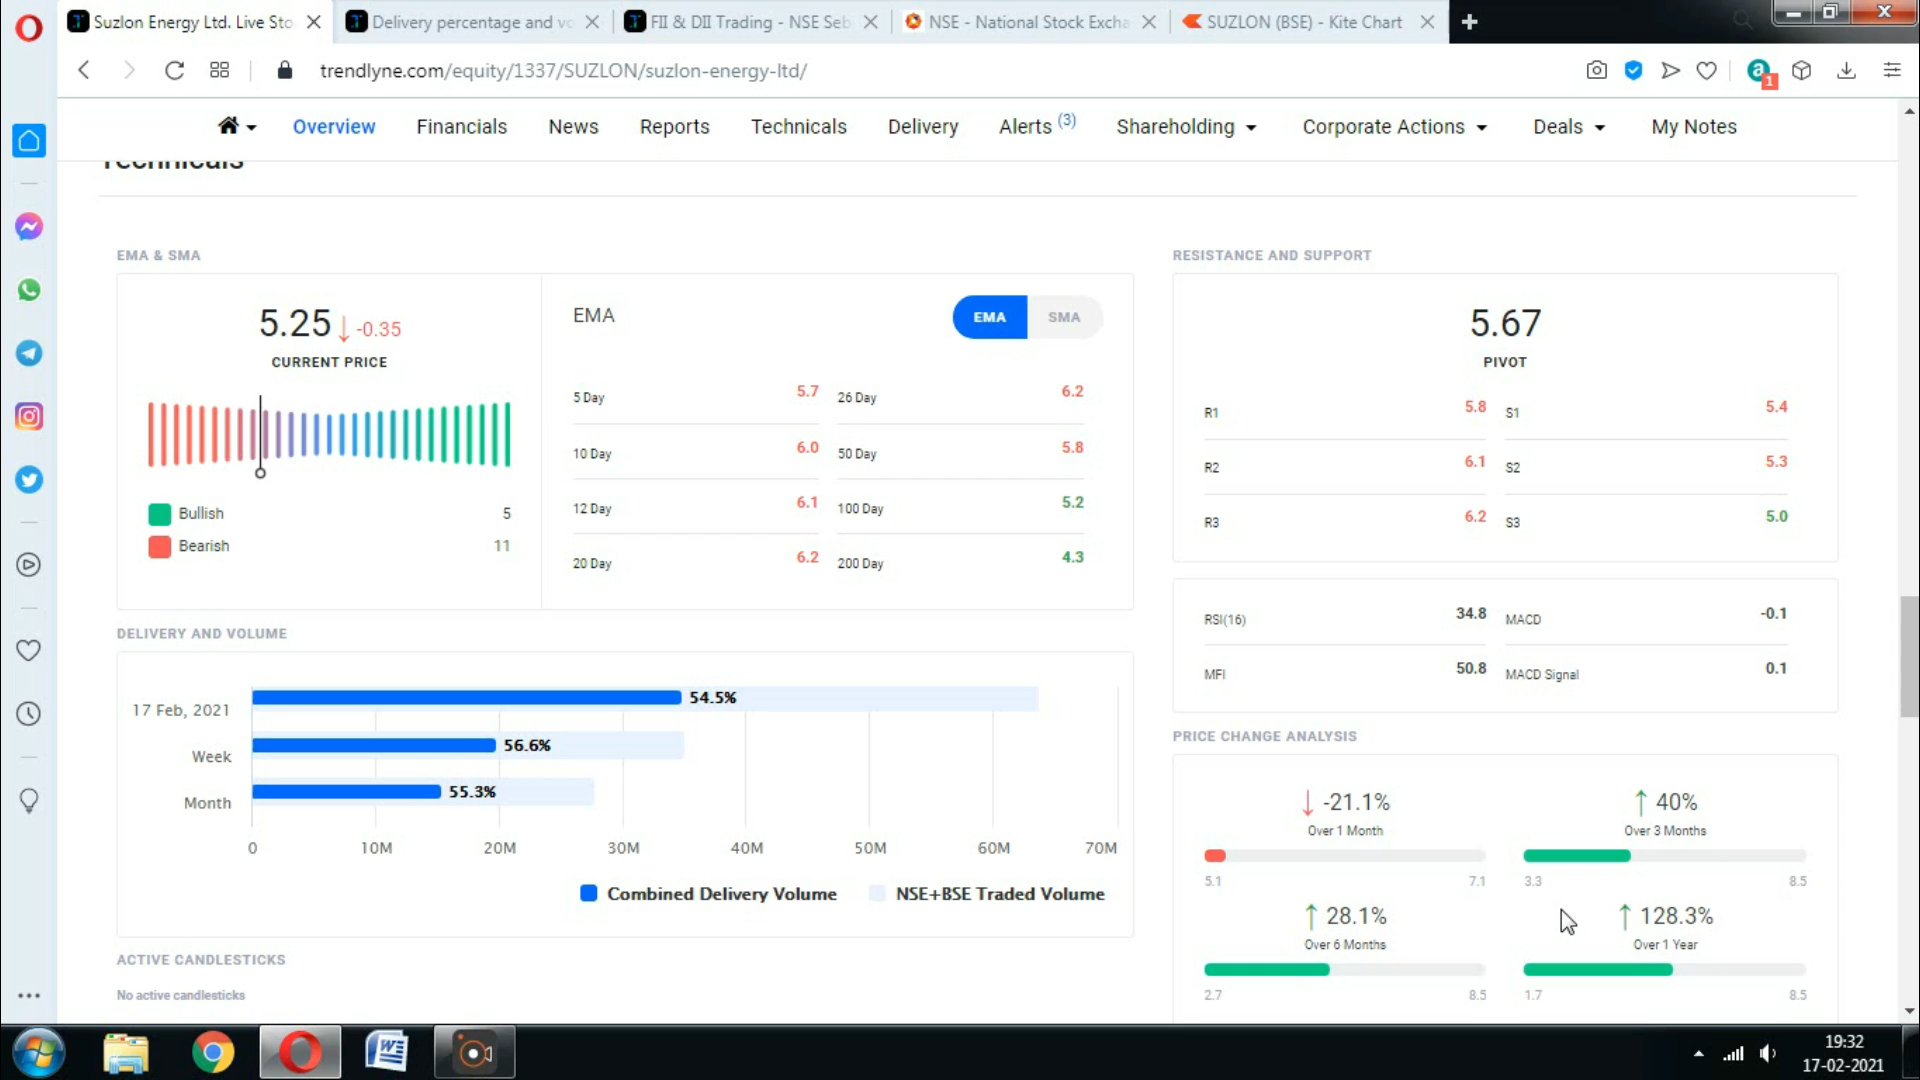 Suzlon Energy Ltd. Live Sto
Delivery percentage and vo
FII & DII Trading - NSE Seb
NSE - National Stock Excha
SUZLON (BSE) - Kite Chart
trendlyne.com/equity/1337/SUZLON/suzlon-energy-ltd/
a
1
Overview
Financials
News
Reports
Technicals
Delivery
Alerts (3)
Shareholding
Corporate Actions
Deals
My Notes
Technicals
EMA & SMA
5.25 ↓ -0.35
CURRENT PRICE
Bullish 5
Bearish 11
EMA
EMA SMA
5 Day 5.7 26 Day 6.2
10 Day 6.0 50 Day 5.8
12 Day 6.1 100 Day 5.2
20 Day 6.2 200 Day 4.3
RESISTANCE AND SUPPORT
5.67
PIVOT
R1 5.8 S1 5.4
R2 6.1 S2 5.3
R3 6.2 S3 5.0
RSI(16) 34.8 MACD -0.1
MFI 50.8 MACD Signal 0.1
DELIVERY AND VOLUME
17 Feb, 2021 54.5%
Week 56.6%
Month 55.3%
0 10M 20M 30M 40M 50M 60M 70M
Combined Delivery Volume NSE+BSE Traded Volume
PRICE CHANGE ANALYSIS
↓ -21.1% ↑ 40%
Over 1 Month Over 3 Months
5.1 7.1 3.3 8.5
↑ 28.1% ↑ 128.3%
Over 6 Months Over 1 Year
2.7 8.5 1.7 8.5
ACTIVE CANDLESTICKS
No active candlesticks
19:32
17-02-2021